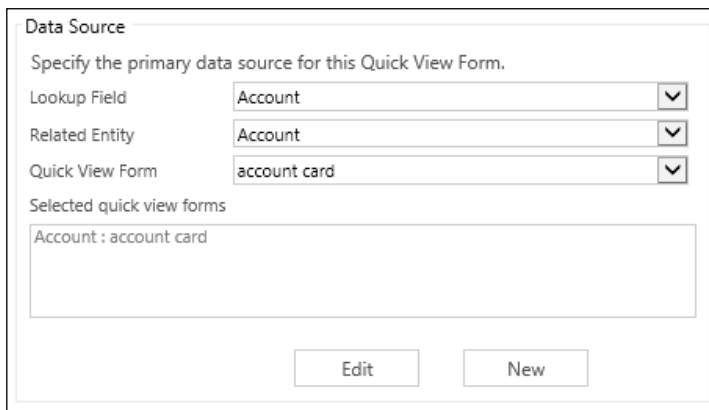 Data Source
Specify the primary data source for this Quick View Form.
Lookup Field Account
Related Entity Account
Quick View Form account card
Selected quick view forms
Account : account card
Edit New